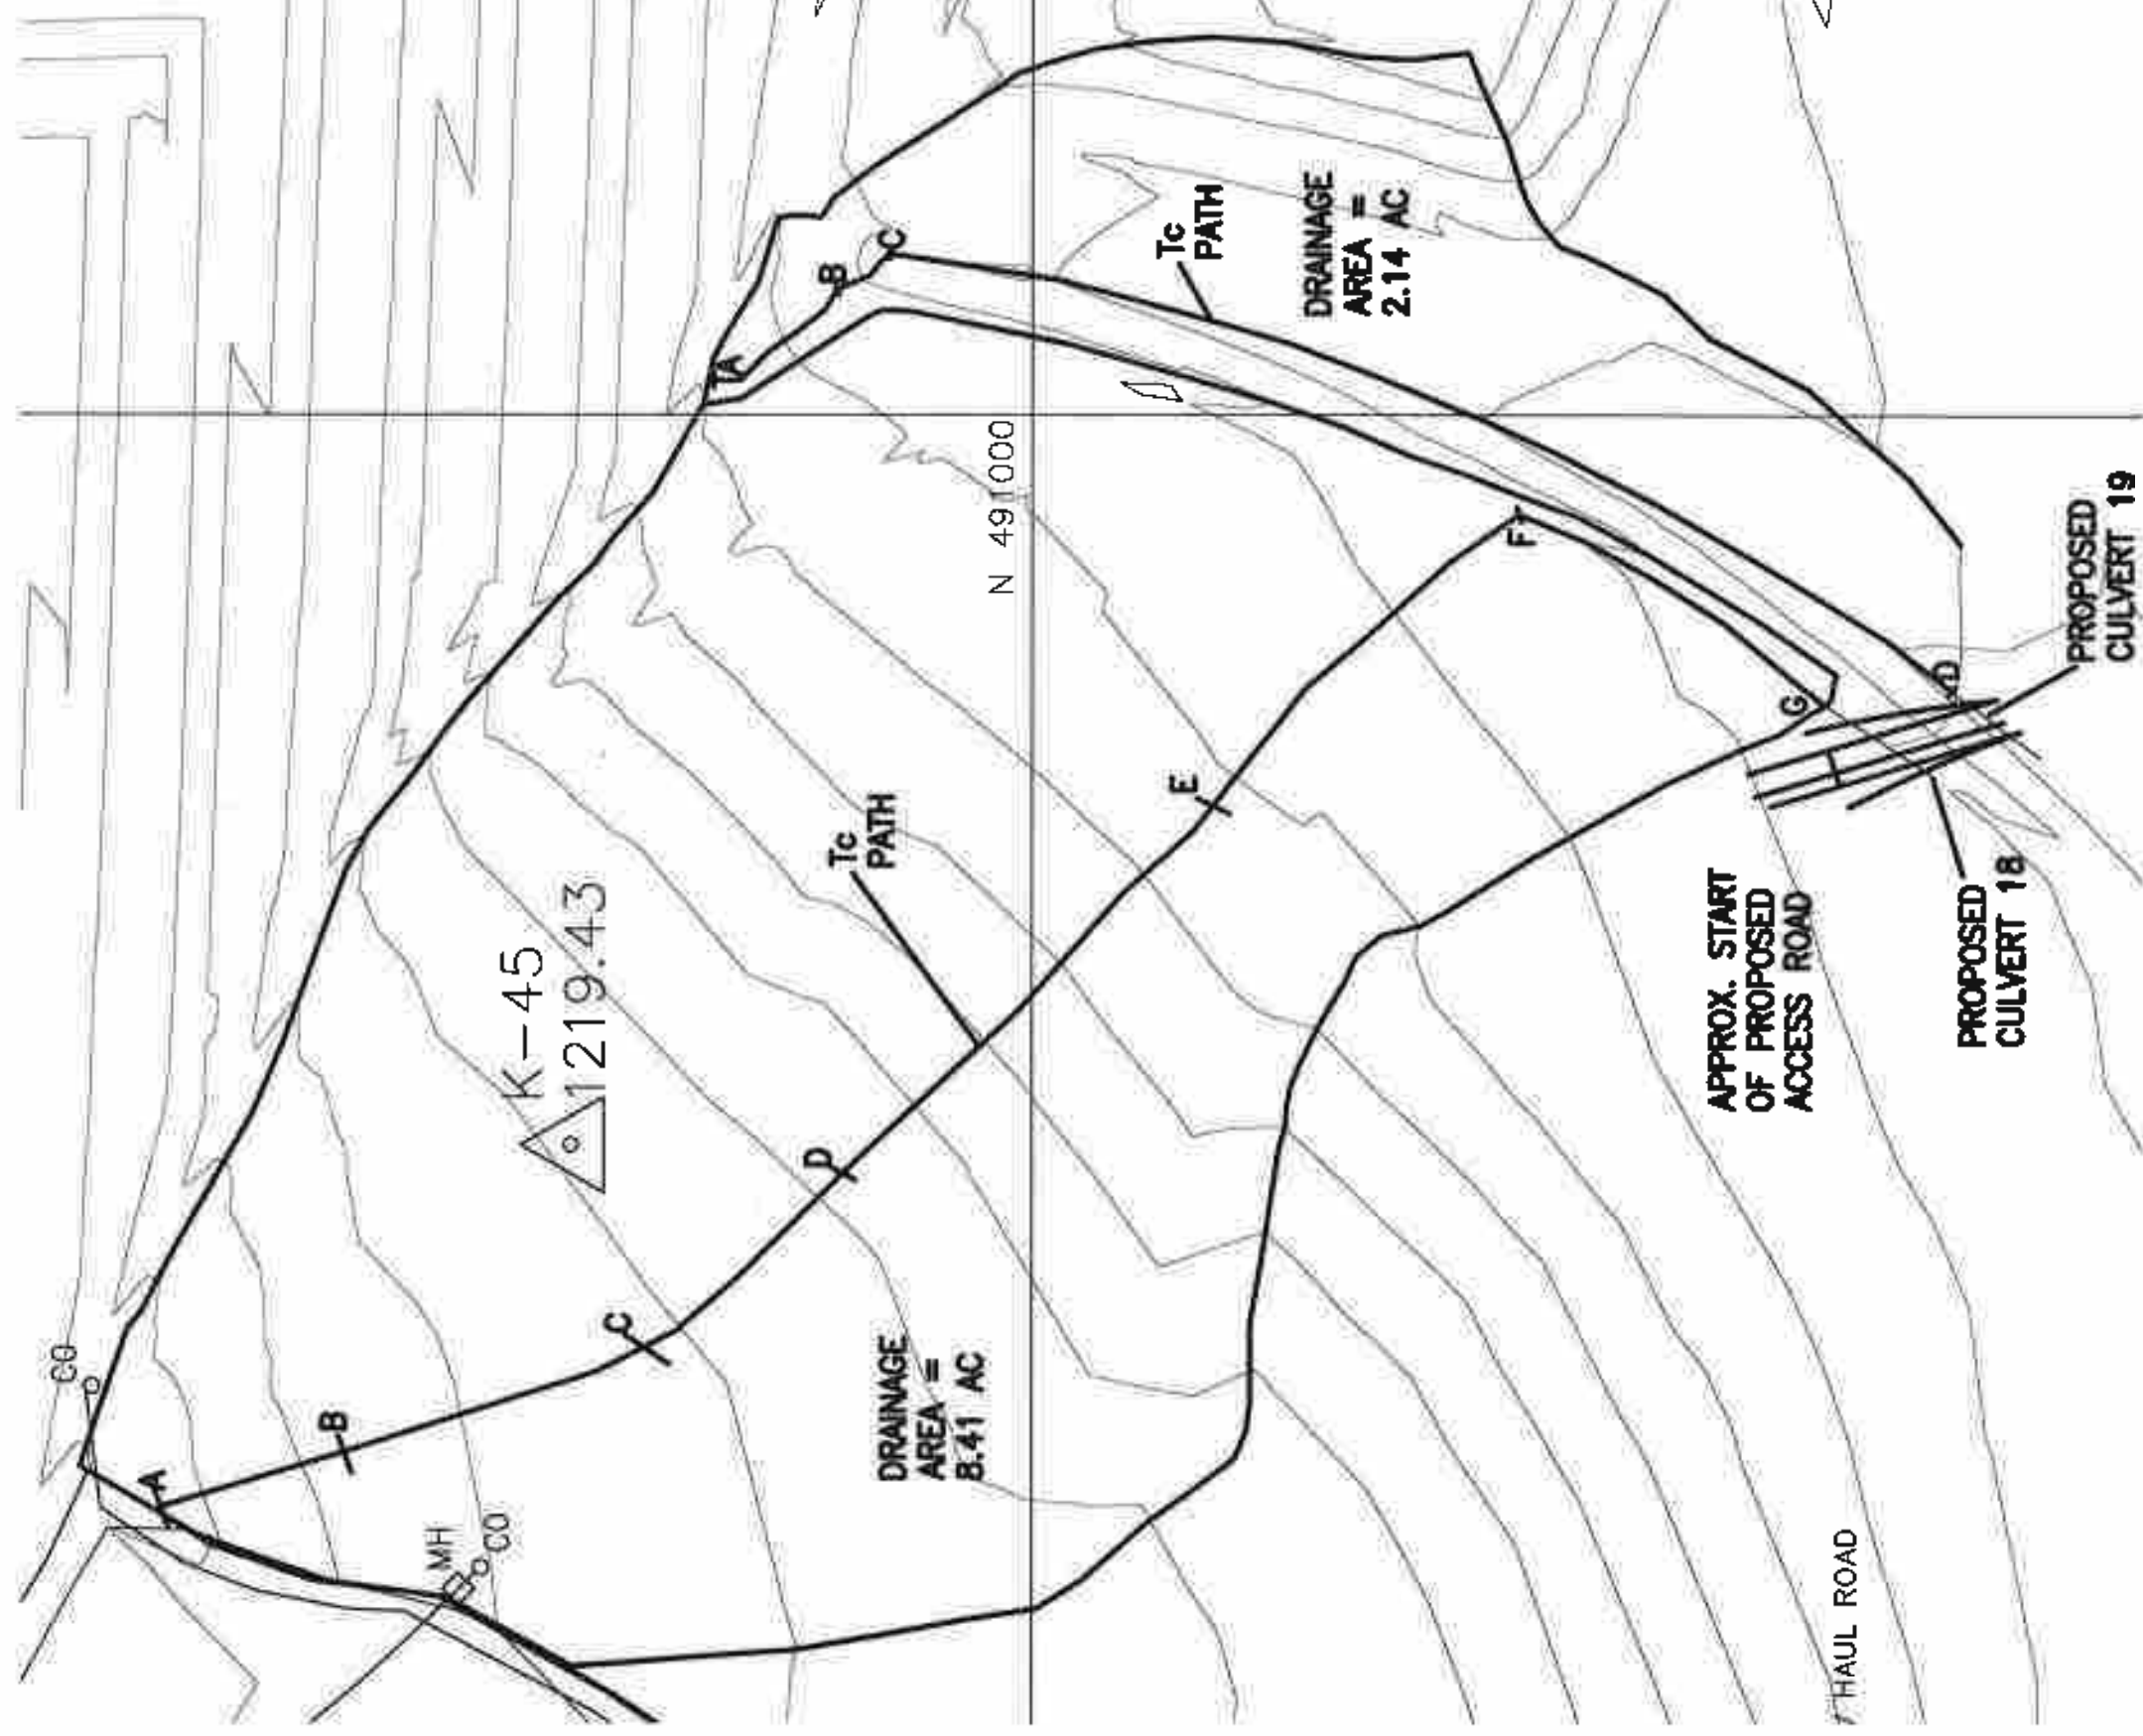 CO
A
B
MH
CO
C
K-45
1219.43
D
DRAINAGE
AREA =
8.41 AC
Tc
PATH
E
N 491000
F
G
TA
B
C
Tc
PATH
DRAINAGE
AREA =
2.14 AC
D
PROPOSED
CULVERT 19
PROPOSED
CULVERT 18
APPROX. START
OF PROPOSED
ACCESS ROAD
HAUL ROAD